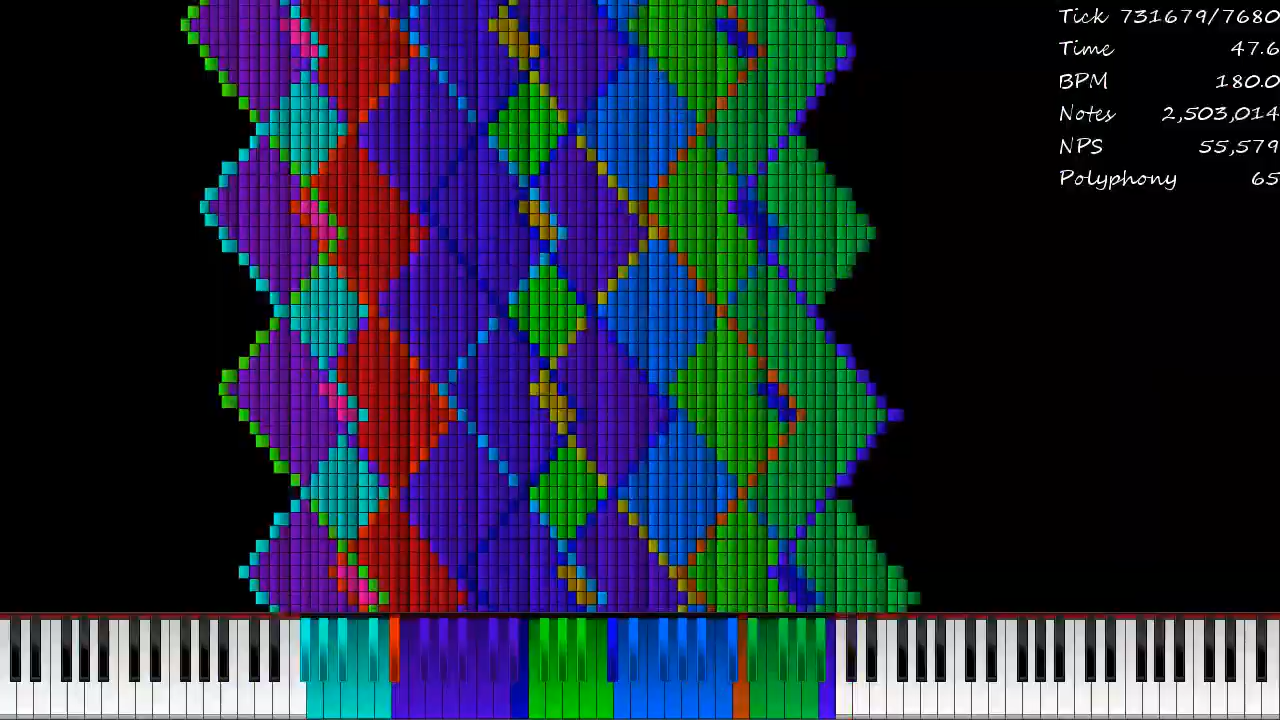 Tick 731679/7680
Time 47.6
BPM 180.0
Notes 2,503,014
NPS 55,579
Polyphony 65